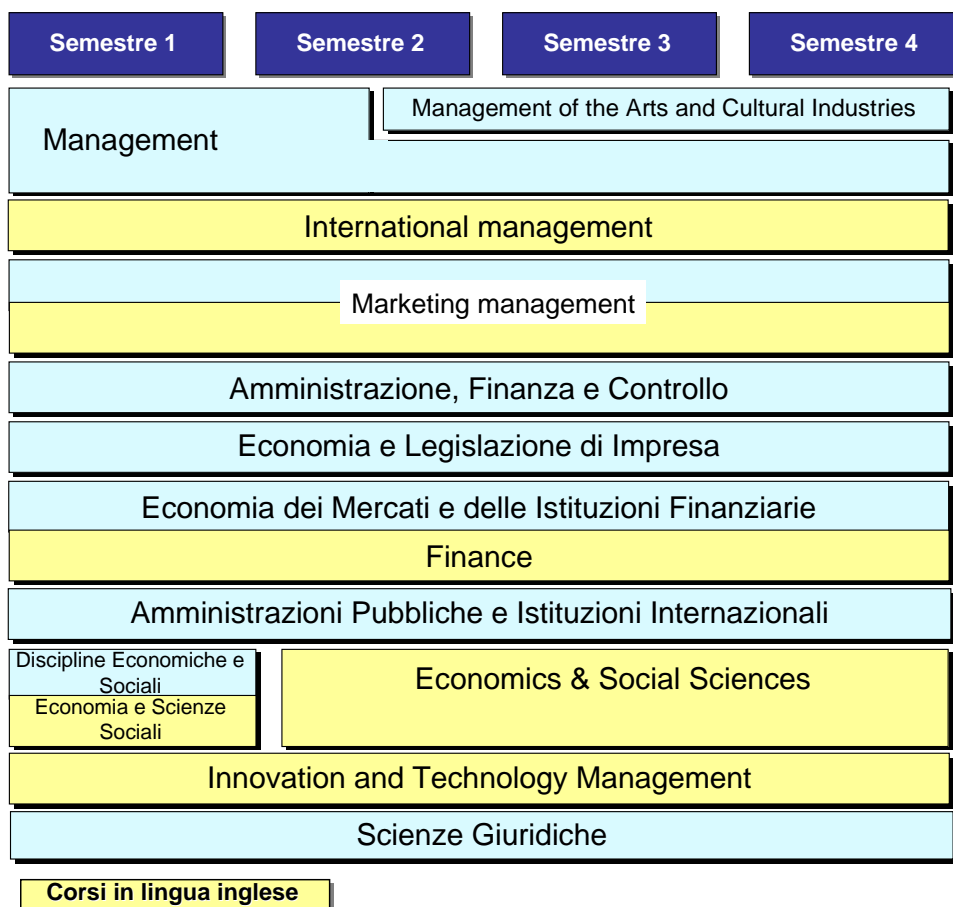 Semestre 1
Semestre 2
Semestre 3
Semestre 4
Management of the Arts and Cultural Industries
Management
International management
Marketing management
Amministrazione, Finanza e Controllo
Economia e Legislazione di Impresa
Economia dei Mercati e delle Istituzioni Finanziarie
Finance
Amministrazioni Pubbliche e Istituzioni Internazionali
Discipline Economiche e
Sociali
Economia e Scienze
Sociali
Economics & Social Sciences
Innovation and Technology Management
Scienze Giuridiche
Corsi in lingua inglese